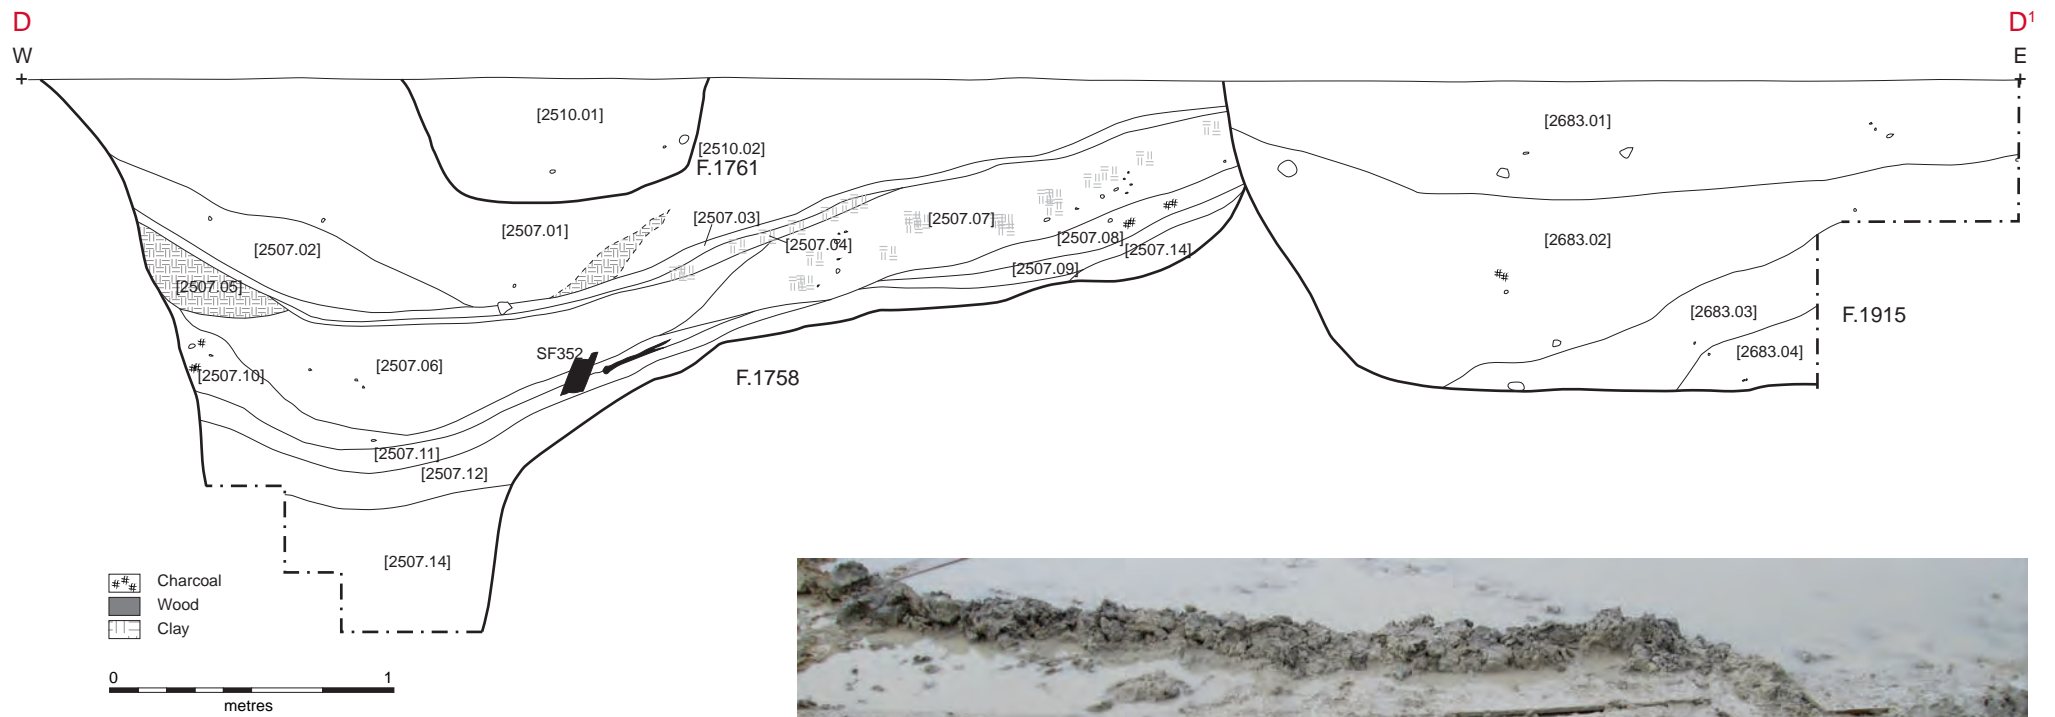 D
D¹
W
E
[2510.01]
[2683.01]
[2510.02]
F.1761
[2507.03]
[2507.07]
[2507.01]
[2507.02]
[2507.04]
[2507.08]
[2507.14]
[2683.02]
[2507.09]
[2507.05]
[2683.03]
F.1915
SF352
[2683.04]
[2507.06]
[2507.10]
F.1758
[2507.11]
[2507.12]
[2507.14]
Charcoal
Wood
Clay
0 1
metres